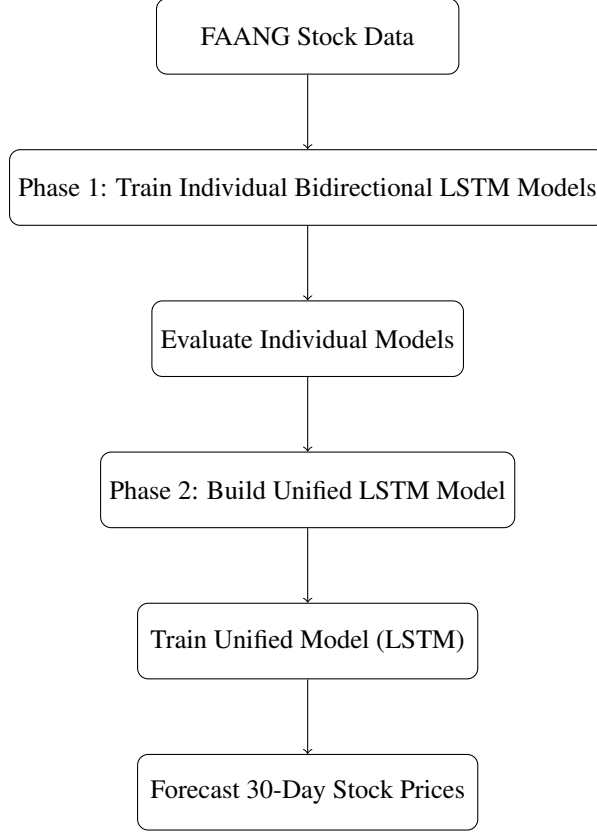 FAANG Stock Data
Phase 1: Train Individual Bidirectional LSTM Models
Evaluate Individual Models
Phase 2: Build Unified LSTM Model
Train Unified Model (LSTM)
Forecast 30-Day Stock Prices